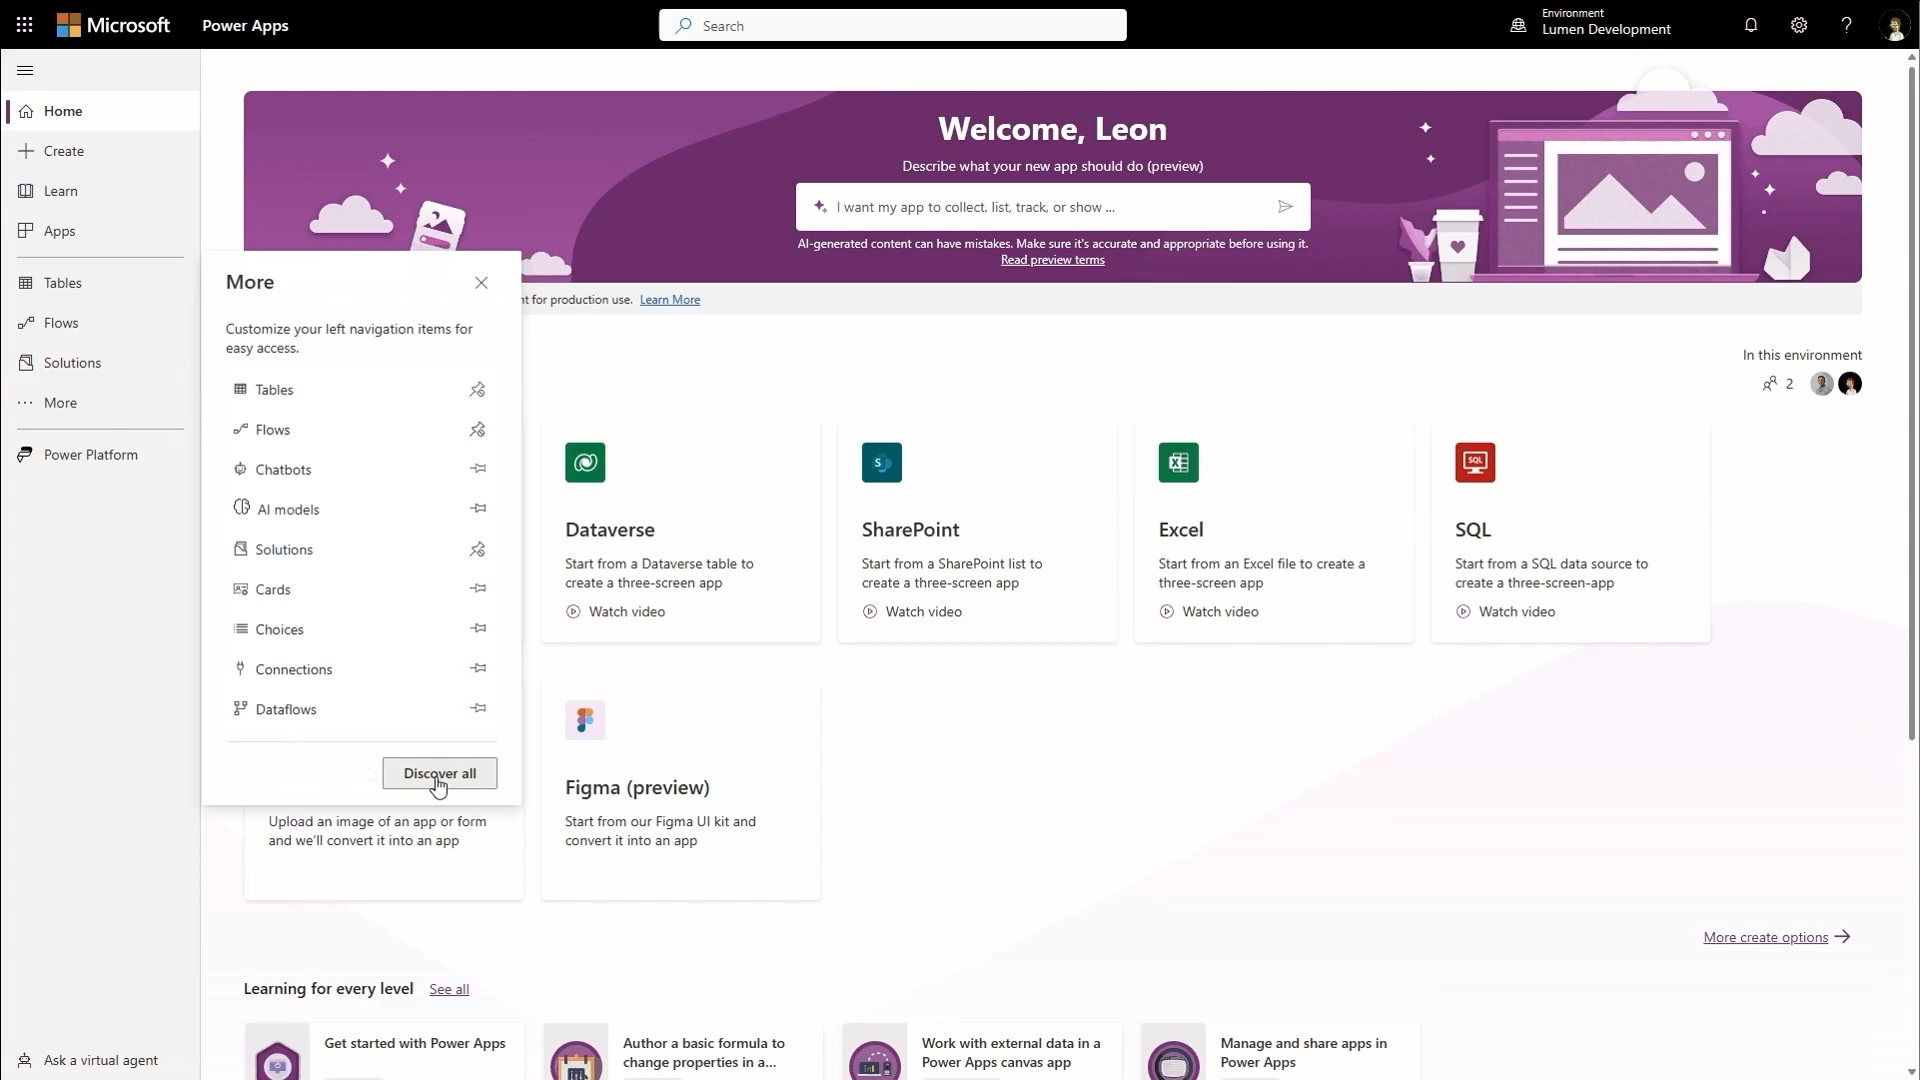 Microsoft
Power Apps
Search
Environment
Lumen Development
Home
Create
Learn
Apps
Tables
Flows
Solutions
More
Power Platform
Ask a virtual agent
Welcome, Leon
Describe what your new app should do (preview)
I want my app to collect, list, track, or show ...
AI-generated content can have mistakes. Make sure it's accurate and appropriate before using it.
Read preview terms
for production use. Learn More
More
Customize your left navigation items for
easy access.
Tables
Flows
Chatbots
AI models
Solutions
Cards
Choices
Connections
Dataflows
Discover all
In this environment
2
Dataverse
Start from a Dataverse table to
create a three-screen app
Watch video
S
SharePoint
Start from a SharePoint list to
create a three-screen app
Watch video
Excel
Start from an Excel file to create a
three-screen app
Watch video
SQL
SQL
Start from a SQL data source to
create a three-screen-app
Watch video
Upload an image of an app or form
and we'll convert it into an app
Figma (preview)
Start from our Figma UI kit and
convert it into an app
More create options
Learning for every level See all
Get started with Power Apps
Author a basic formula to
change properties in a...
Work with external data in a
Power Apps canvas app
Manage and share apps in
Power Apps